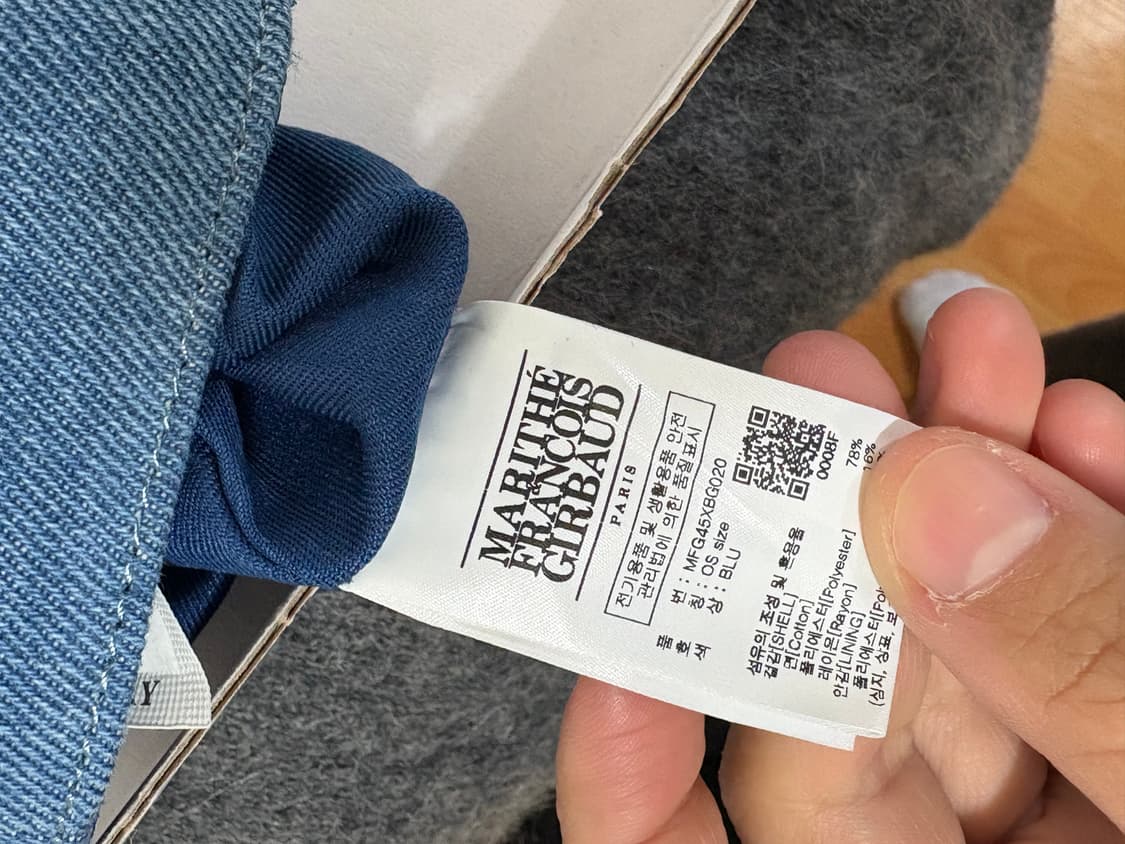 MARITHÉ
FRANÇOIS
GIRBAUD
PARIS
전기용품 및 생활용품 안전
관리법에 의한 품질표시
품 번 : MFG45XBG020
호 칭 : OS size
색 상 : BLU
0008F
섬유의 조성 및 혼용율
겉감[SHELL]
면[Cotton] 78%
폴리에스터[Polyester] 16%
레이온[Rayon]
안감[LINING]
폴리에스터[Pol
(심지, 상표,
RY